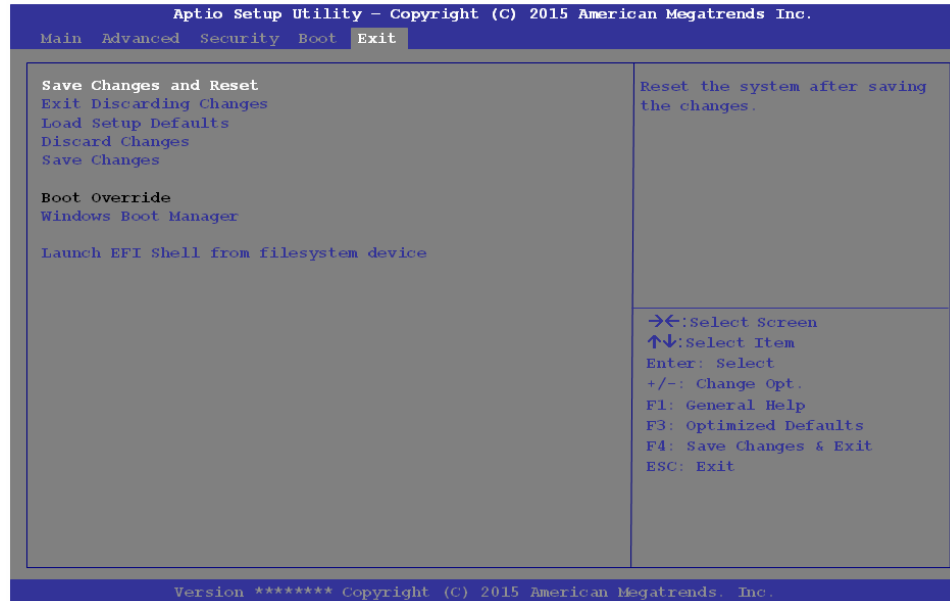 Aptio Setup Utility – Copyright (C) 2015 American Megatrends Inc.
Main Advanced Security Boot Exit
Save Changes and Reset
Exit Discarding Changes
Load Setup Defaults
Discard Changes
Save Changes
Boot Override
Windows Boot Manager
Launch EFI Shell from filesystem device
Reset the system after saving
the changes.
→←:Select Screen
↑↓:Select Item
Enter: Select
+/-: Change Opt.
F1: General Help
F3: Optimized Defaults
F4: Save Changes & Exit
ESC: Exit
Version ******** Copyright (C) 2015 American Megatrends. Inc.